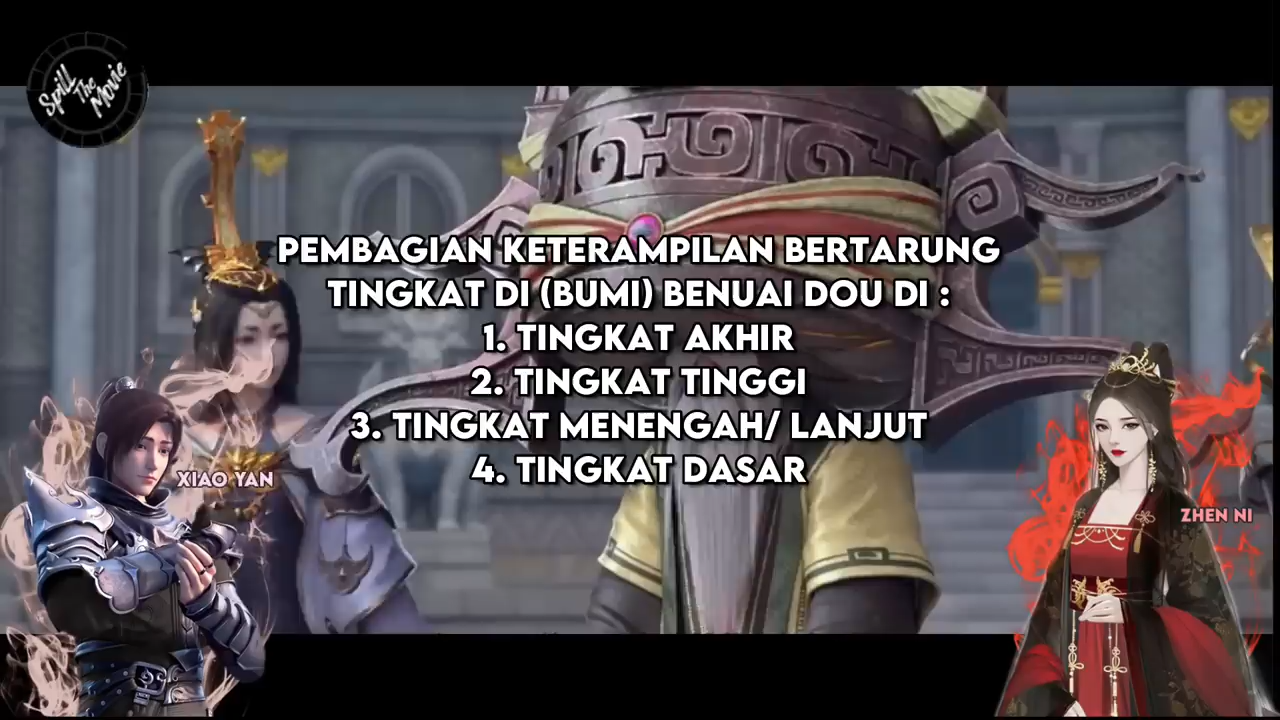 Spill
The
Movie
PEMBAGIAN KETERAMPILAN BERTARUNG
TINGKAT DI (BUMI) BENUAI DOU DI :
1. TINGKAT AKHIR
2. TINGKAT TINGGI
3. TINGKAT MENENGAH/ LANJUT
4. TINGKAT DASAR
XIAO YAN
ZHEN NI